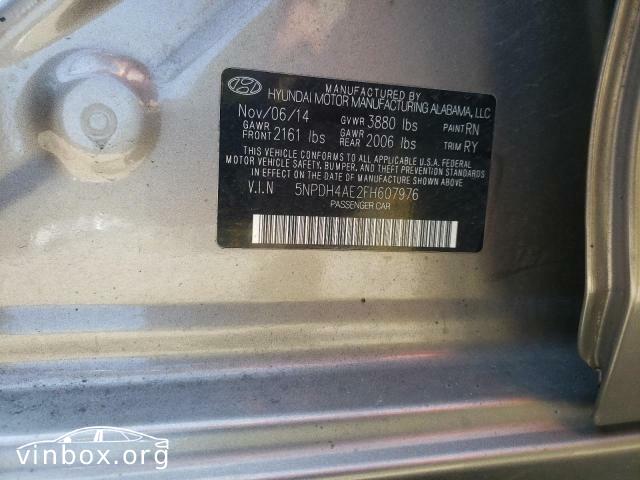 MANUFACTURED BY
HYUNDAI MOTOR MANUFACTURING ALABAMA, LLC
Nov/06/14 GVWR 3880 lbs PAINT RN
GAWR FRONT 2161 lbs GAWR REAR 2006 lbs TRIM RY
THIS VEHICLE CONFORMS TO ALL APPLICABLE U.S.A. FEDERAL
MOTOR VEHICLE SAFETY, BUMPER, AND THEFT PREVENTION STANDARDS
IN EFFECT ON THE DATE OF MANUFACTURE SHOWN ABOVE.
V.I.N 5NPDH4AE2FH607976
PASSENGER CAR
vinbox.org